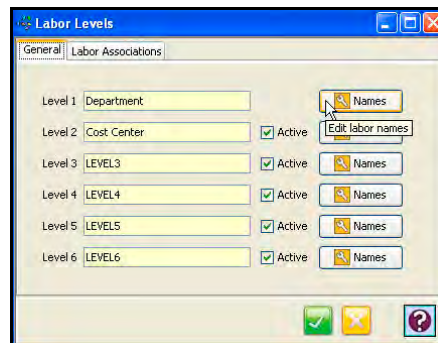 Labor Levels
General Labor Associations
Level 1 Department Names
Edit labor names
Level 2 Cost Center Active
Level 3 LEVEL3 Active Names
Level 4 LEVEL4 Active Names
Level 5 LEVEL5 Active Names
Level 6 LEVEL6 Active Names
?